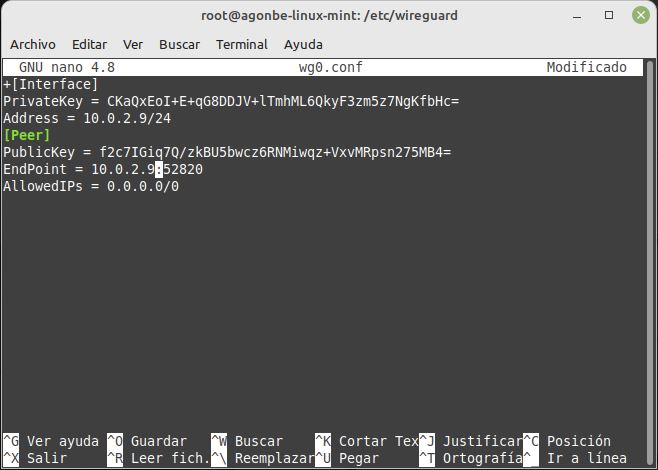 root@agonbe-linux-mint: /etc/wireguard
Archivo Editar Ver Buscar Terminal Ayuda
GNU nano 4.8 wg0.conf Modificado
+[Interface]
PrivateKey = CKaQxEoI+E+qG8DDJV+lTmhML6QkyF3zm5z7NgKfbHc=
Address = 10.0.2.9/24
[Peer]
PublicKey = f2c7IGiq7Q/zkBU5bwcz6RNMiwqz+VxvMRpsn275MB4=
EndPoint = 10.0.2.9:52820
AllowedIPs = 0.0.0.0/0
^G Ver ayuda ^O Guardar ^W Buscar ^K Cortar Tex ^J Justificar ^C Posición
^X Salir ^R Leer fich. ^\ Reemplazar ^U Pegar ^T Ortografía ^_ Ir a línea